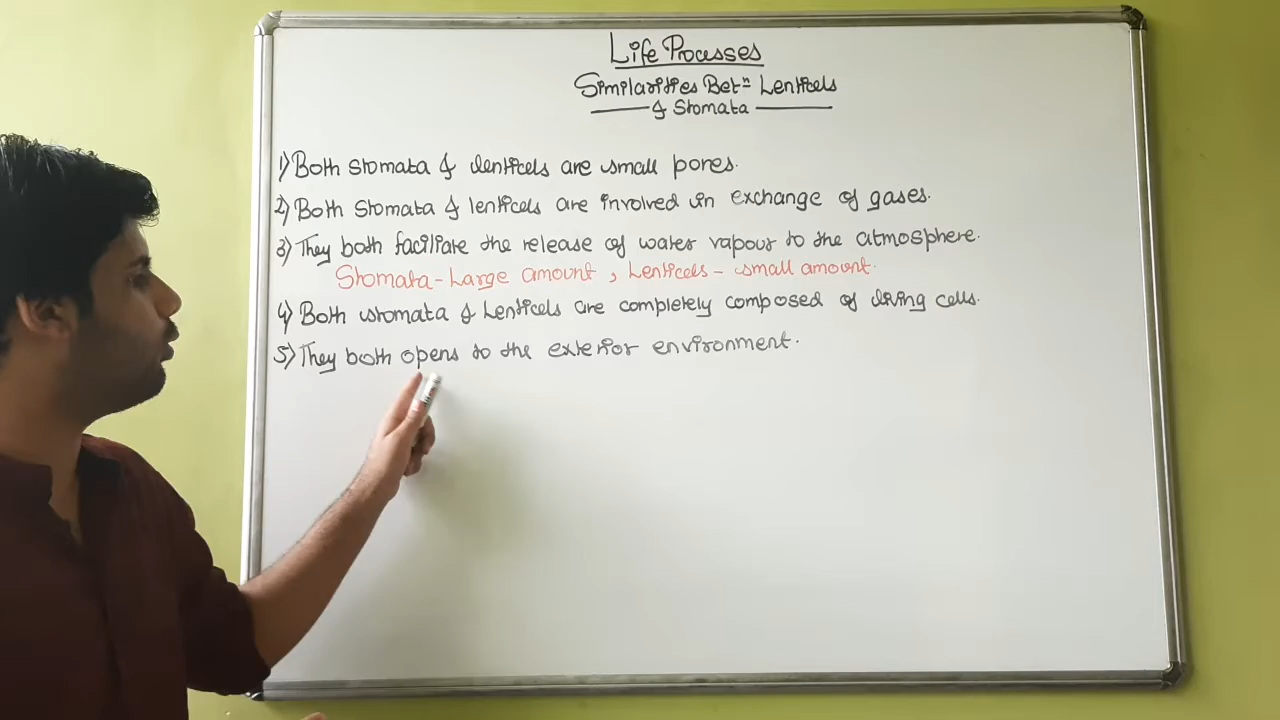 Life Processes
Similarities Betⁿ Lenticels
& Stomata
1) Both Stomata & lenticels are small pores.
2) Both Stomata & lenticels are involved in exchange of gases.
3) They both faciliate the release of water vapour to the atmosphere.
Stomata - Large amount, Lenticels - small amount.
4) Both stomata & Lenticels are completely composed of living cells.
5) They both opens to the exterior environment.